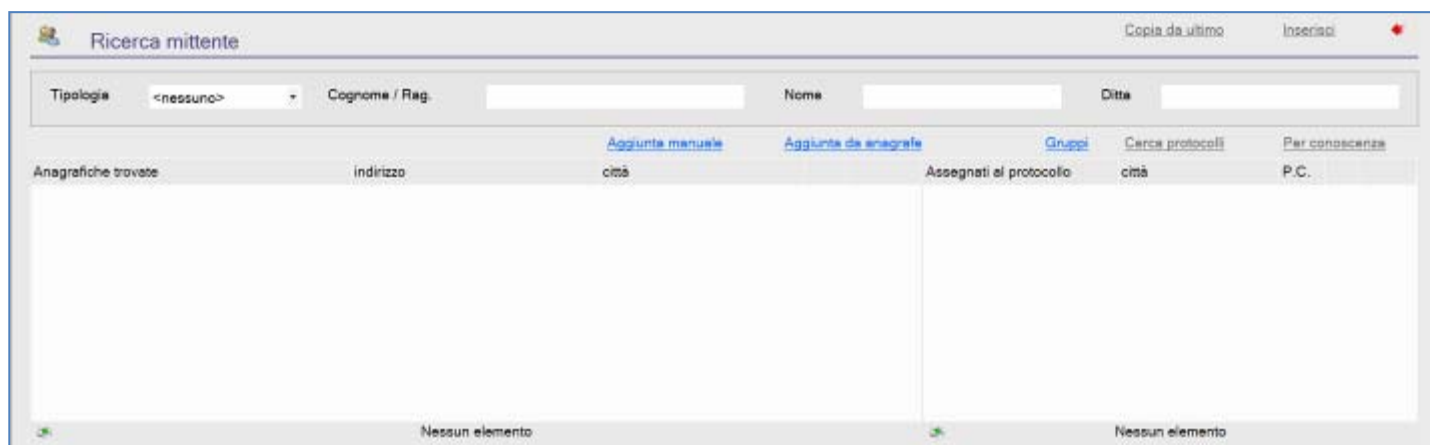 Ricerca mittente Copia da ultimo Inserisci
Tipologia <nessuno> Cognome / Rag. Nome Ditta
Aggiunta manuale Aggiunta da anagrafe Gruppi Cerca protocolli Per conoscenza
Anagrafiche trovate indirizzo città Assegnati al protocollo città P.C.
Nessun elemento Nessun elemento